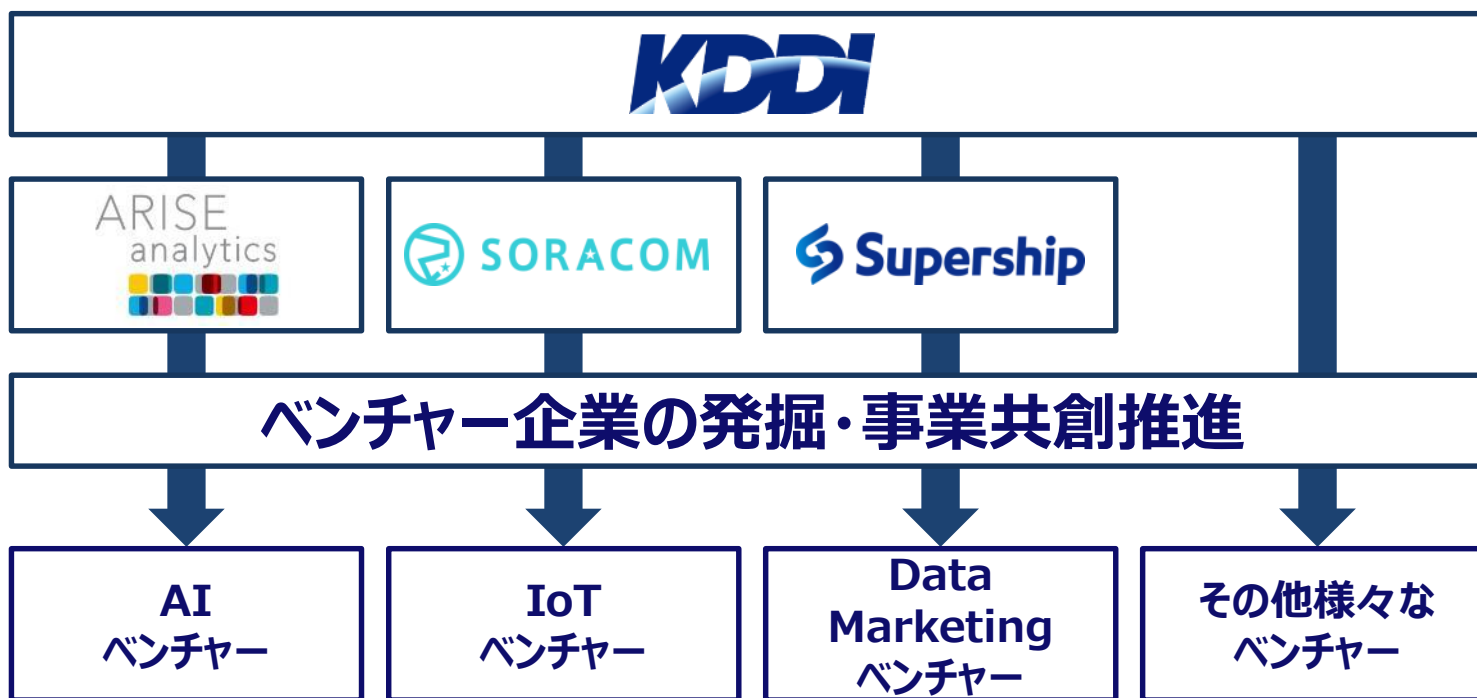 KDDI
ARISE
analytics
SORACOM
Supership
ベンチャー企業の発掘・事業共創推進
AI
ベンチャー
IoT
ベンチャー
Data
Marketing
ベンチャー
その他様々な
ベンチャー